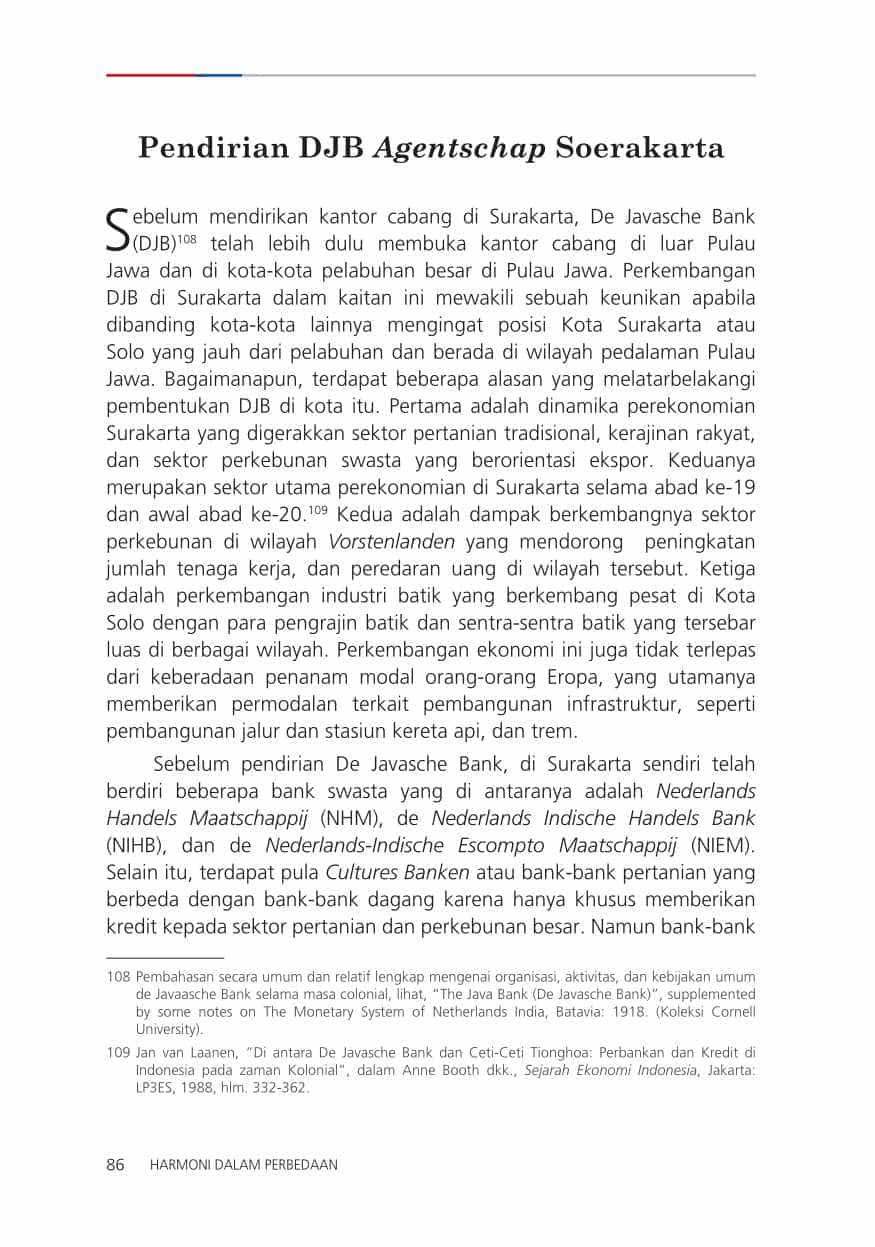 Pendirian DJB Agentschap Soerakarta
Sebelum mendirikan kantor cabang di Surakarta, De Javasche Bank
(DJB)108 telah lebih dulu membuka kantor cabang di luar Pulau
Jawa dan di kota-kota pelabuhan besar di Pulau Jawa. Perkembangan
DJB di Surakarta dalam kaitan ini mewakili sebuah keunikan apabila
dibanding kota-kota lainnya mengingat posisi Kota Surakarta atau
Solo yang jauh dari pelabuhan dan berada di wilayah pedalaman Pulau
Jawa. Bagaimanapun, terdapat beberapa alasan yang melatarbelakangi
pembentukan DJB di kota itu. Pertama adalah dinamika perekonomian
Surakarta yang digerakkan sektor pertanian tradisional, kerajinan rakyat,
dan sektor perkebunan swasta yang berorientasi ekspor. Keduanya
merupakan sektor utama perekonomian di Surakarta selama abad ke-19
dan awal abad ke-20.109 Kedua adalah dampak berkembangnya sektor
perkebunan di wilayah Vorstenlanden yang mendorong peningkatan
jumlah tenaga kerja, dan peredaran uang di wilayah tersebut. Ketiga
adalah perkembangan industri batik yang berkembang pesat di Kota
Solo dengan para pengrajin batik dan sentra-sentra batik yang tersebar
luas di berbagai wilayah. Perkembangan ekonomi ini juga tidak terlepas
dari keberadaan penanam modal orang-orang Eropa, yang utamanya
memberikan permodalan terkait pembangunan infrastruktur, seperti
pembangunan jalur dan stasiun kereta api, dan trem.
Sebelum pendirian De Javasche Bank, di Surakarta sendiri telah
berdiri beberapa bank swasta yang di antaranya adalah Nederlands
Handels Maatschappij (NHM), de Nederlands Indische Handels Bank
(NIHB), dan de Nederlands-Indische Escompto Maatschappij (NIEM).
Selain itu, terdapat pula Cultures Banken atau bank-bank pertanian yang
berbeda dengan bank-bank dagang karena hanya khusus memberikan
kredit kepada sektor pertanian dan perkebunan besar. Namun bank-bank
108 Pembahasan secara umum dan relatif lengkap mengenai organisasi, aktivitas, dan kebijakan umum
de Javaasche Bank selama masa colonial, lihat, "The Java Bank (De Javasche Bank)", supplemented
by some notes on The Monetary System of Netherlands India, Batavia: 1918. (Koleksi Cornell
University).
109 Jan van Laanen, "Di antara De Javasche Bank dan Ceti-Ceti Tionghoa: Perbankan dan Kredit di
Indonesia pada zaman Kolonial", dalam Anne Booth dkk., Sejarah Ekonomi Indonesia, Jakarta:
LP3ES, 1988, hlm. 332-362.
86 HARMONI DALAM PERBEDAAN